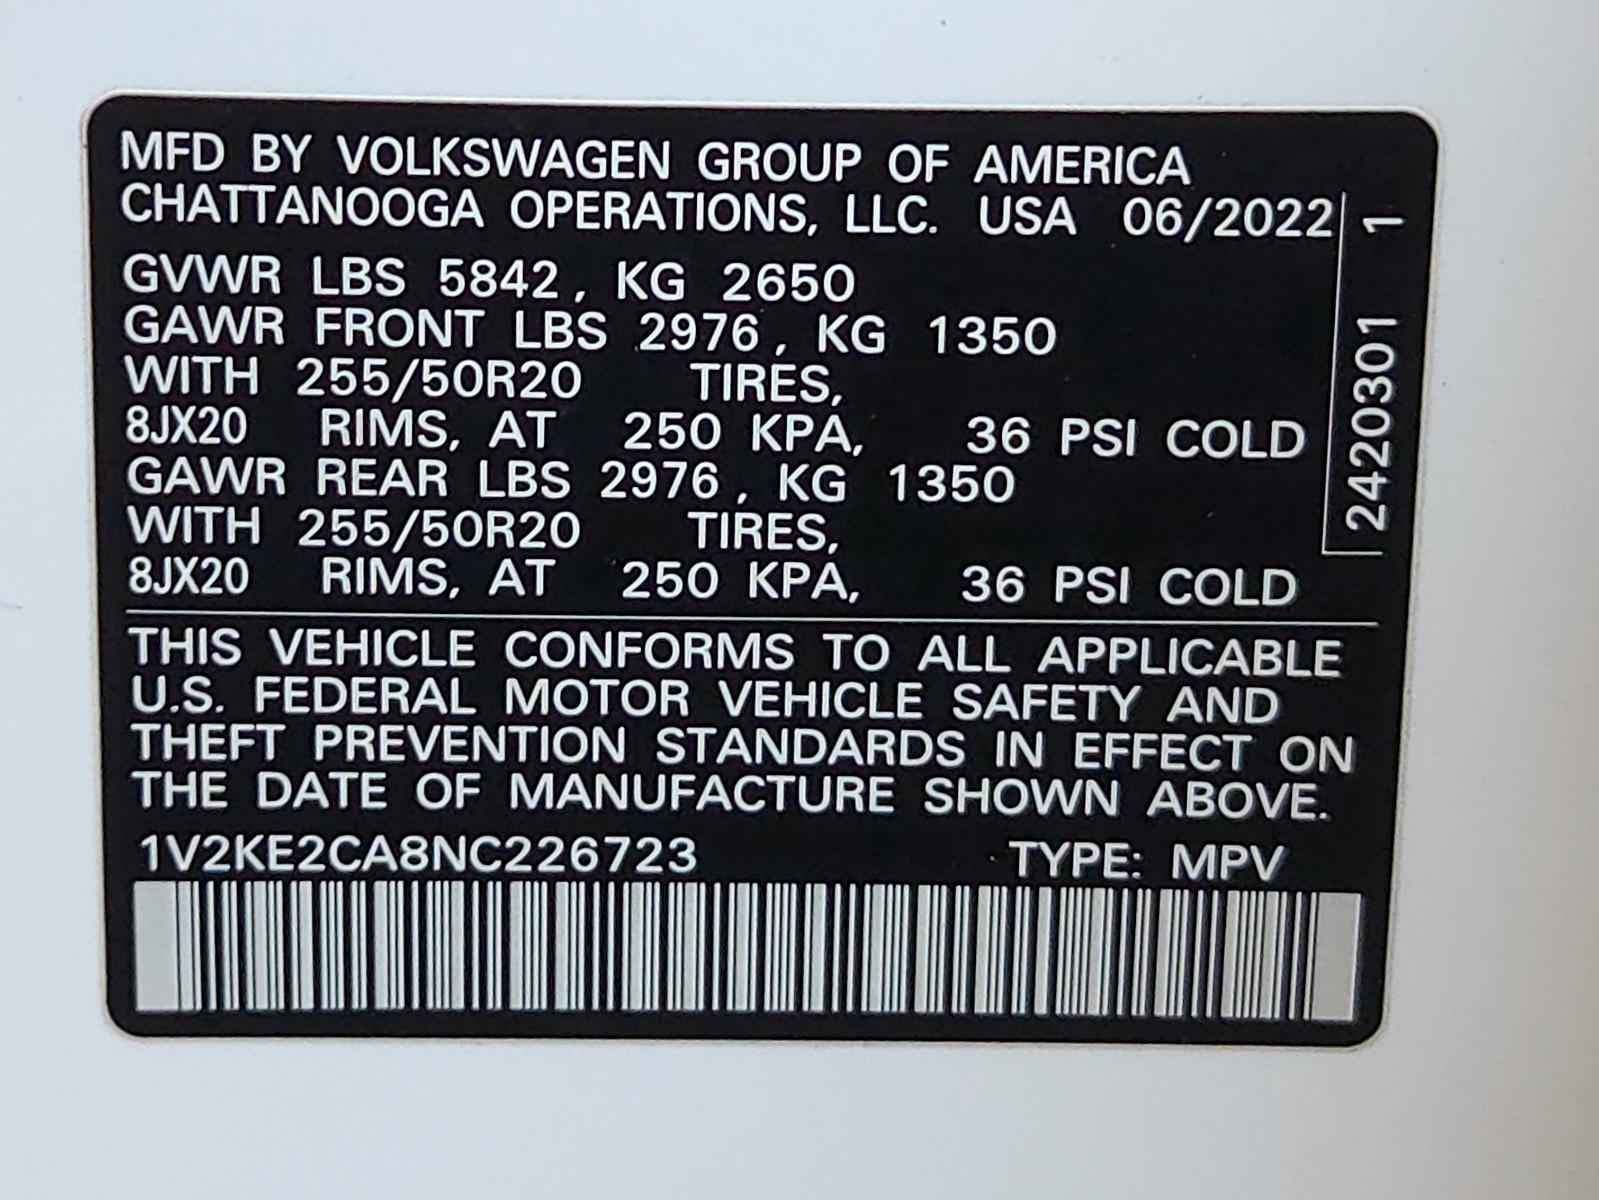 MFD BY VOLKSWAGEN GROUP OF AMERICA
CHATTANOOGA OPERATIONS, LLC. USA 06/2022
GVWR LBS 5842, KG 2650
GAWR FRONT LBS 2976, KG 1350
WITH 255/50R20 TIRES,
8JX20 RIMS, AT 250 KPA, 36 PSI COLD
GAWR REAR LBS 2976, KG 1350
WITH 255/50R20 TIRES,
8JX20 RIMS, AT 250 KPA, 36 PSI COLD
2420301 1
THIS VEHICLE CONFORMS TO ALL APPLICABLE
U.S. FEDERAL MOTOR VEHICLE SAFETY AND
THEFT PREVENTION STANDARDS IN EFFECT ON
THE DATE OF MANUFACTURE SHOWN ABOVE.
1V2KE2CA8NC226723 TYPE: MPV